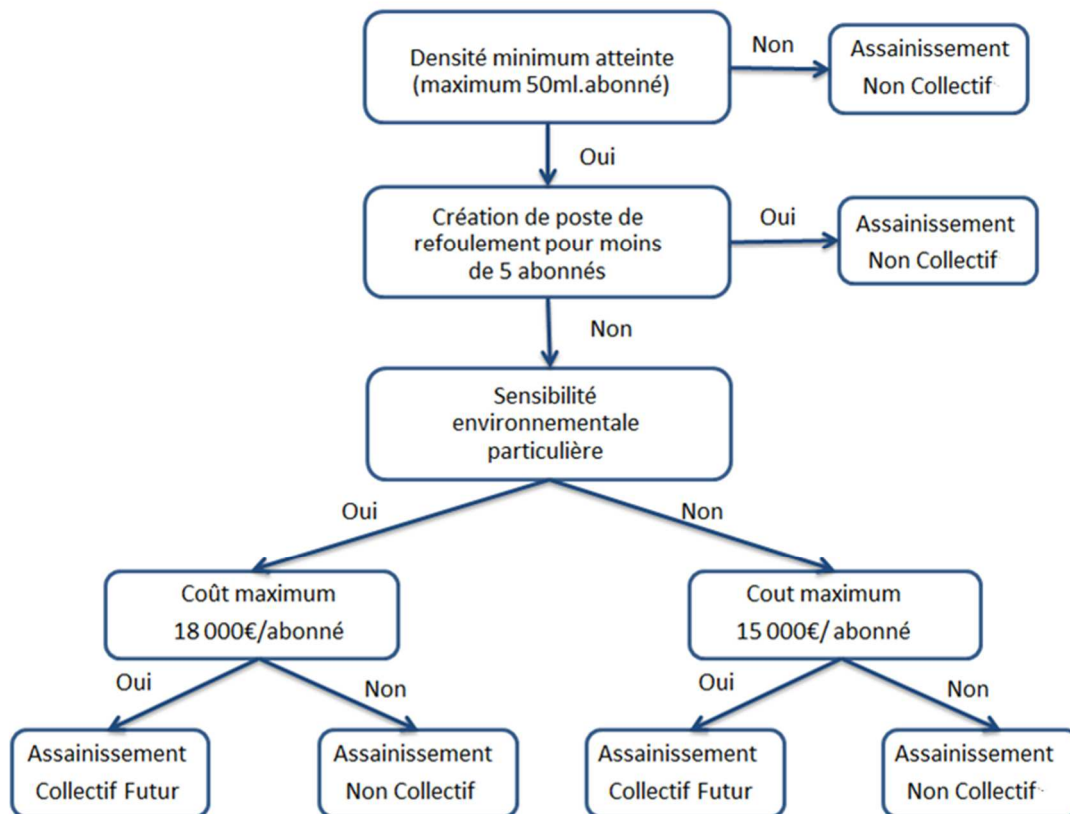 Densité minimum atteinte
(maximum 50ml.abonné)
Non
Assainissement
Non Collectif
Oui
Création de poste de
refoulement pour moins
de 5 abonnés
Oui
Assainissement
Non Collectif
Non
Sensibilité
environnementale
particulière
Oui
Non
Coût maximum
18 000€/abonné
Cout maximum
15 000€/ abonné
Oui
Non
Oui
Non
Assainissement
Collectif Futur
Assainissement
Non Collectif
Assainissement
Collectif Futur
Assainissement
Non Collectif